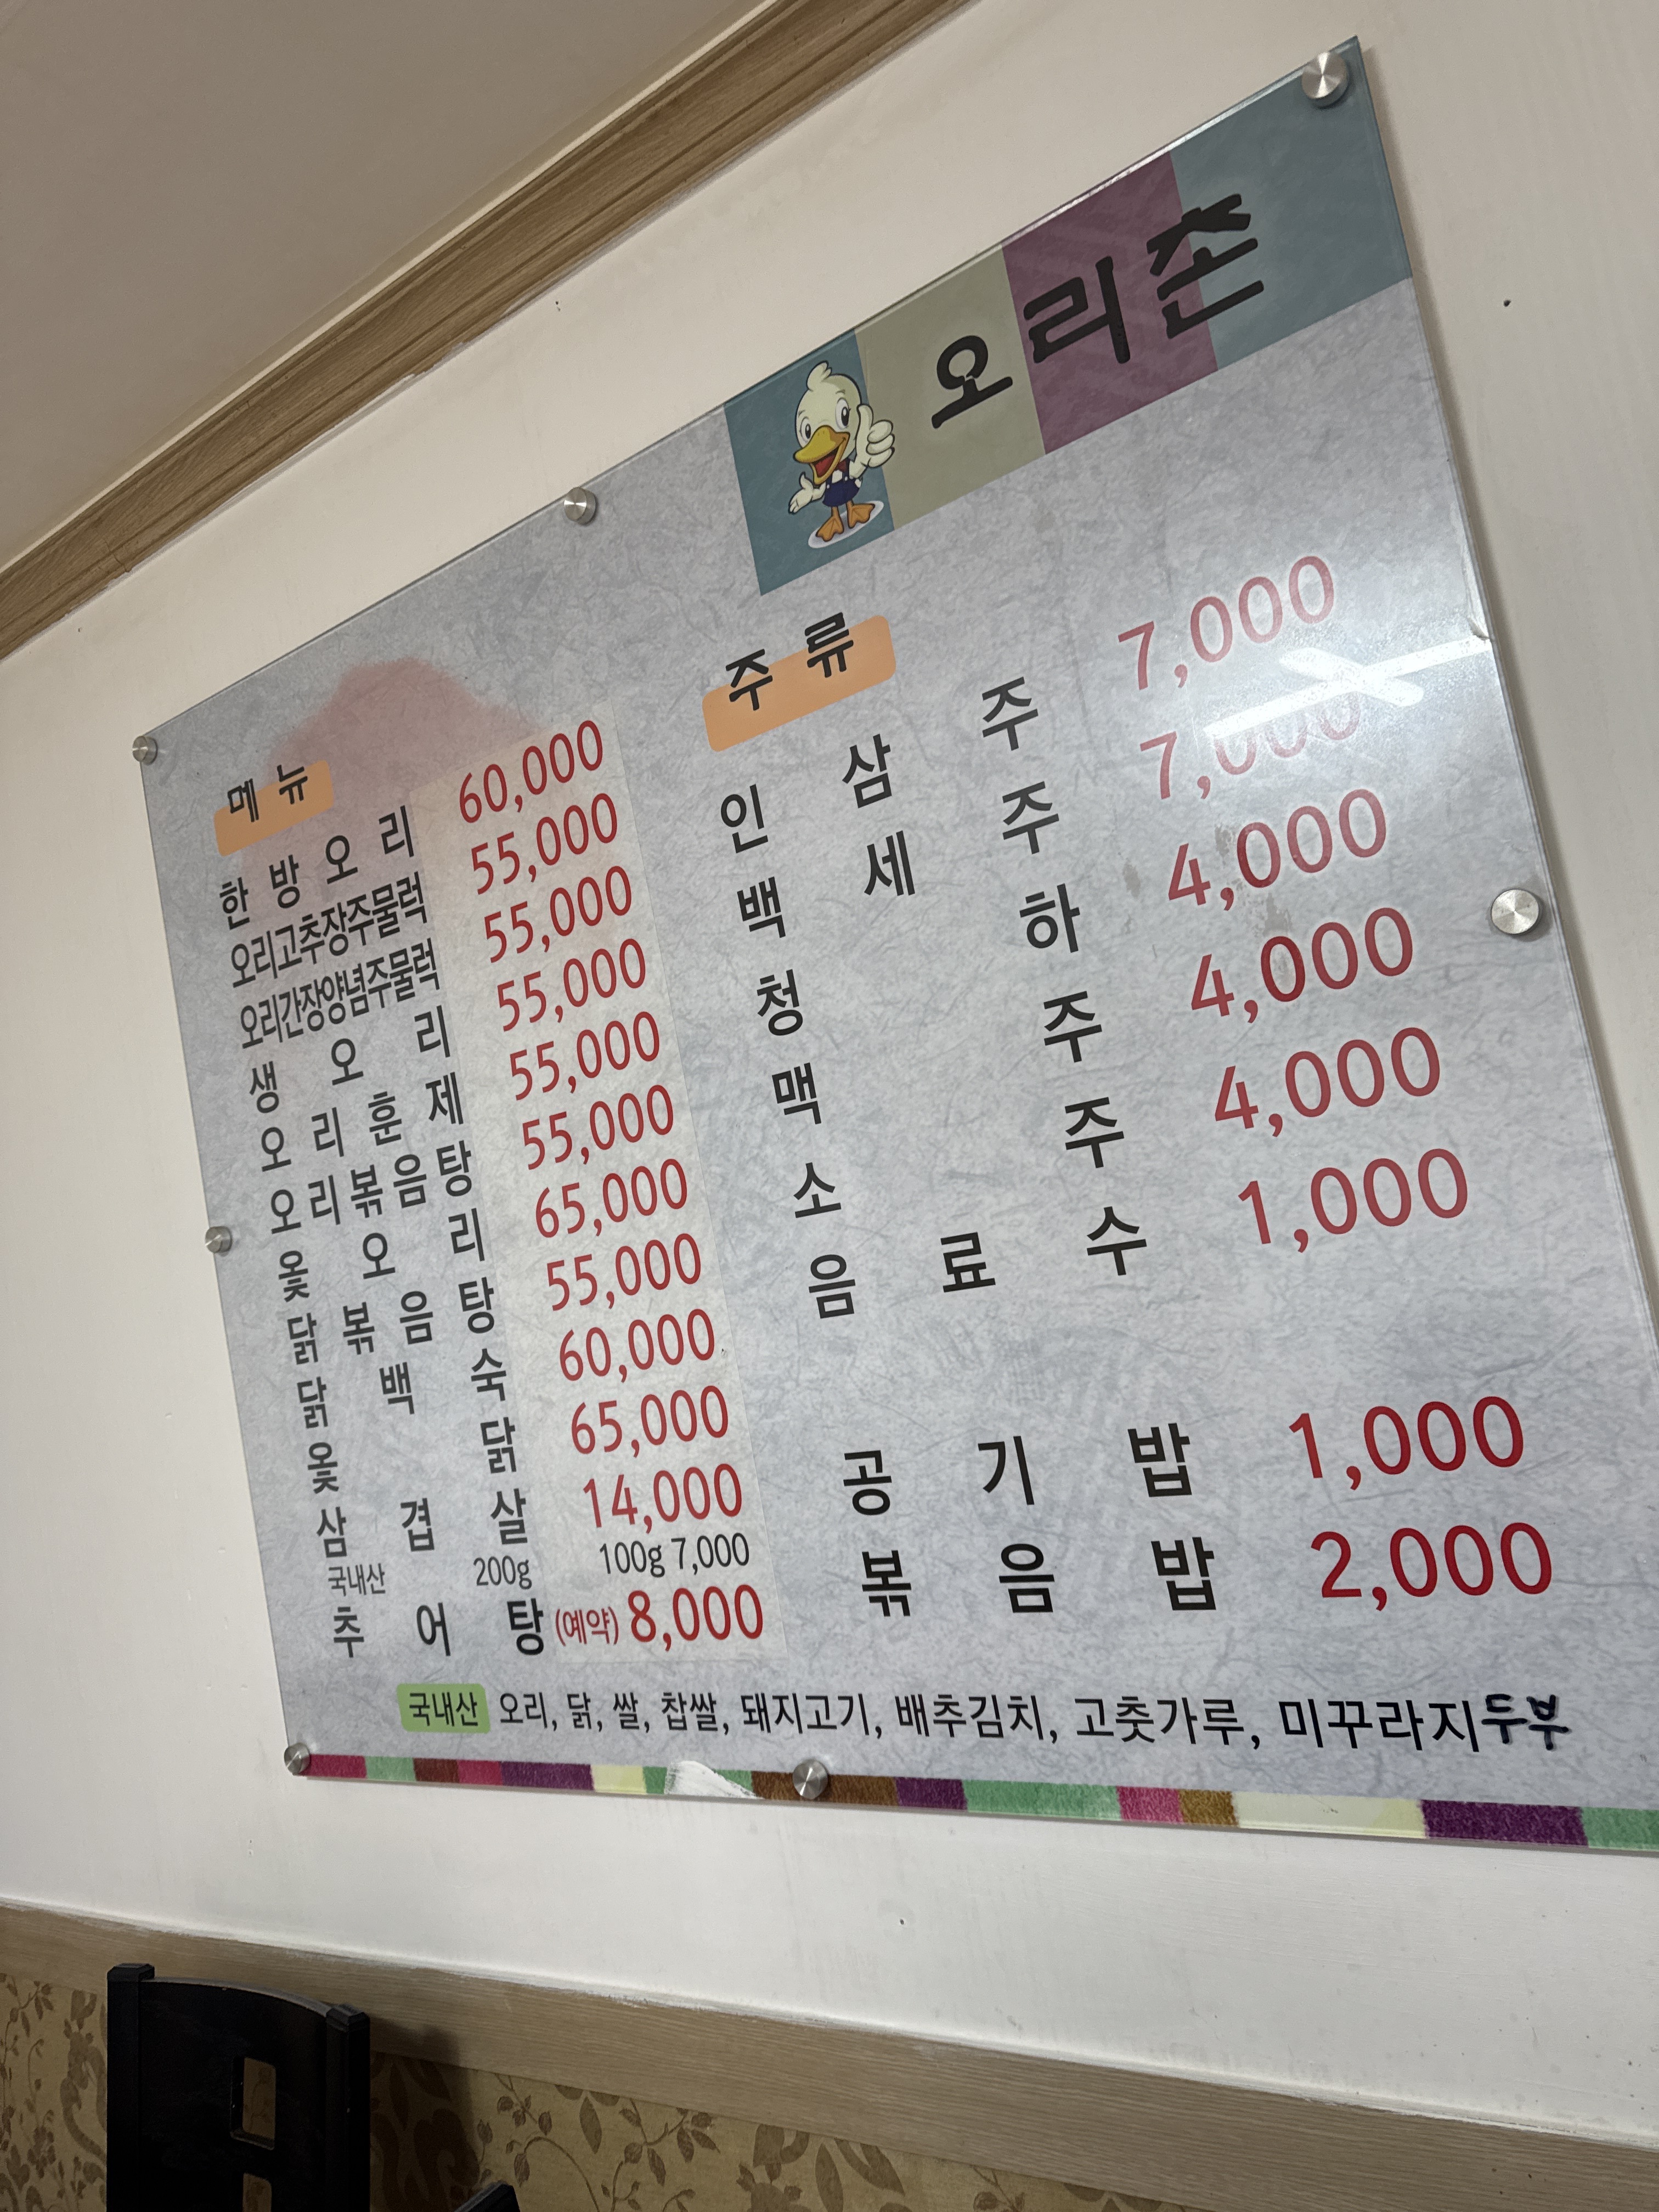 오리촌
메뉴
한방오리 60,000
오리고추장주물럭 55,000
오리간장양념주물럭 55,000
생오리 55,000
오리훈제 55,000
오리볶음탕 55,000
옻오리 65,000
닭볶음탕 55,000
닭백숙 60,000
옻닭 65,000
삼겹살 14,000
국내산 200g 100g 7,000
추어탕 (예약) 8,000
주류
인삼주 7,000
백세주 7,000
청하 4,000
맥주 4,000
소주 4,000
음료수 1,000
공기밥 1,000
볶음밥 2,000
국내산 오리, 닭, 쌀, 찹쌀, 돼지고기, 배추김치, 고춧가루, 미꾸라지 두부